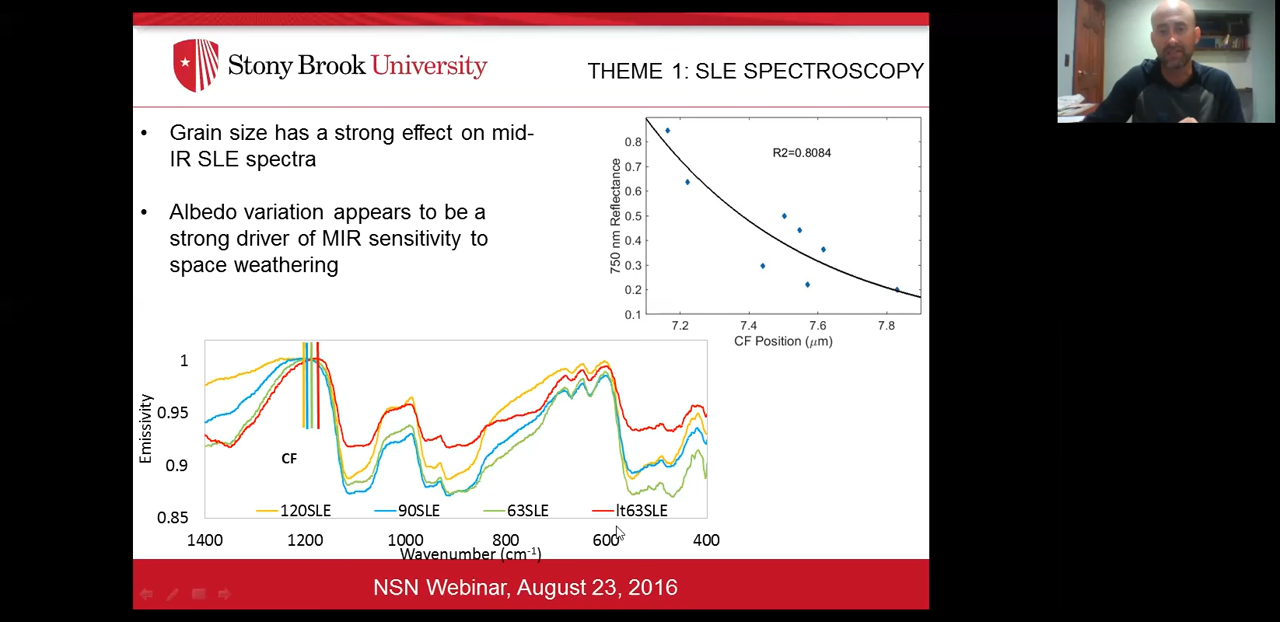 Stony Brook University
THEME 1: SLE SPECTROSCOPY
• Grain size has a strong effect on mid-
IR SLE spectra
• Albedo variation appears to be a
strong driver of MIR sensitivity to
space weathering
R2=0.8084
750 nm Reflectance
0.8
0.7
0.6
0.5
0.4
0.3
0.2
0.1
7.2 7.4 7.6 7.8
CF Position (μm)
Emissivity
1
0.95
0.9
0.85
CF
120SLE 90SLE 63SLE lt63SLE
1400 1200 1000 800 600 400
Wavenumber (cm⁻¹)
NSN Webinar, August 23, 2016